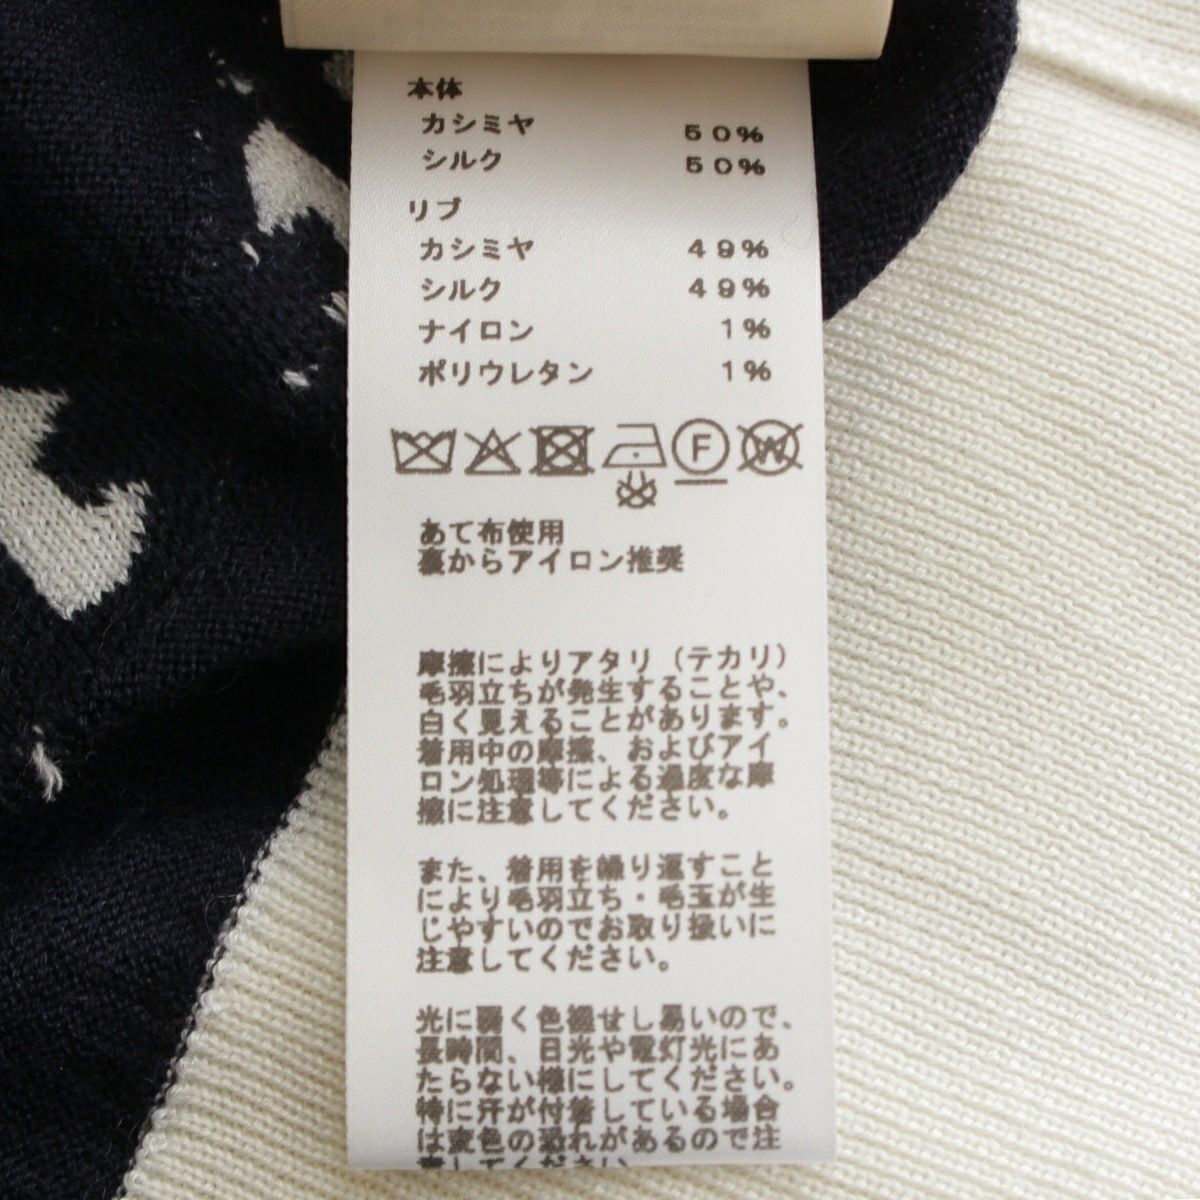 本体
カシミヤ 50%
シルク 50%
リブ
カシミヤ 49%
シルク 49%
ナイロン 1%
ポリウレタン 1%
F W
あて布使用
裏からアイロン推奨
摩擦によりアタリ（テカリ）
毛羽立ちが発生することや、
白く見えることがあります。
着用中の摩擦、およびアイ
ロン処理等による過度な摩
擦に注意してください。
また、着用を繰り返すこと
により毛羽立ち・毛玉が生
じやすいのでお取り扱いに
注意してください。
光に弱く色褪せし易いので、
長時間、日光や電灯光にあ
たらない様にしてください。
特に汗が付着している場合
は変色の恐れがあるので注
意してください